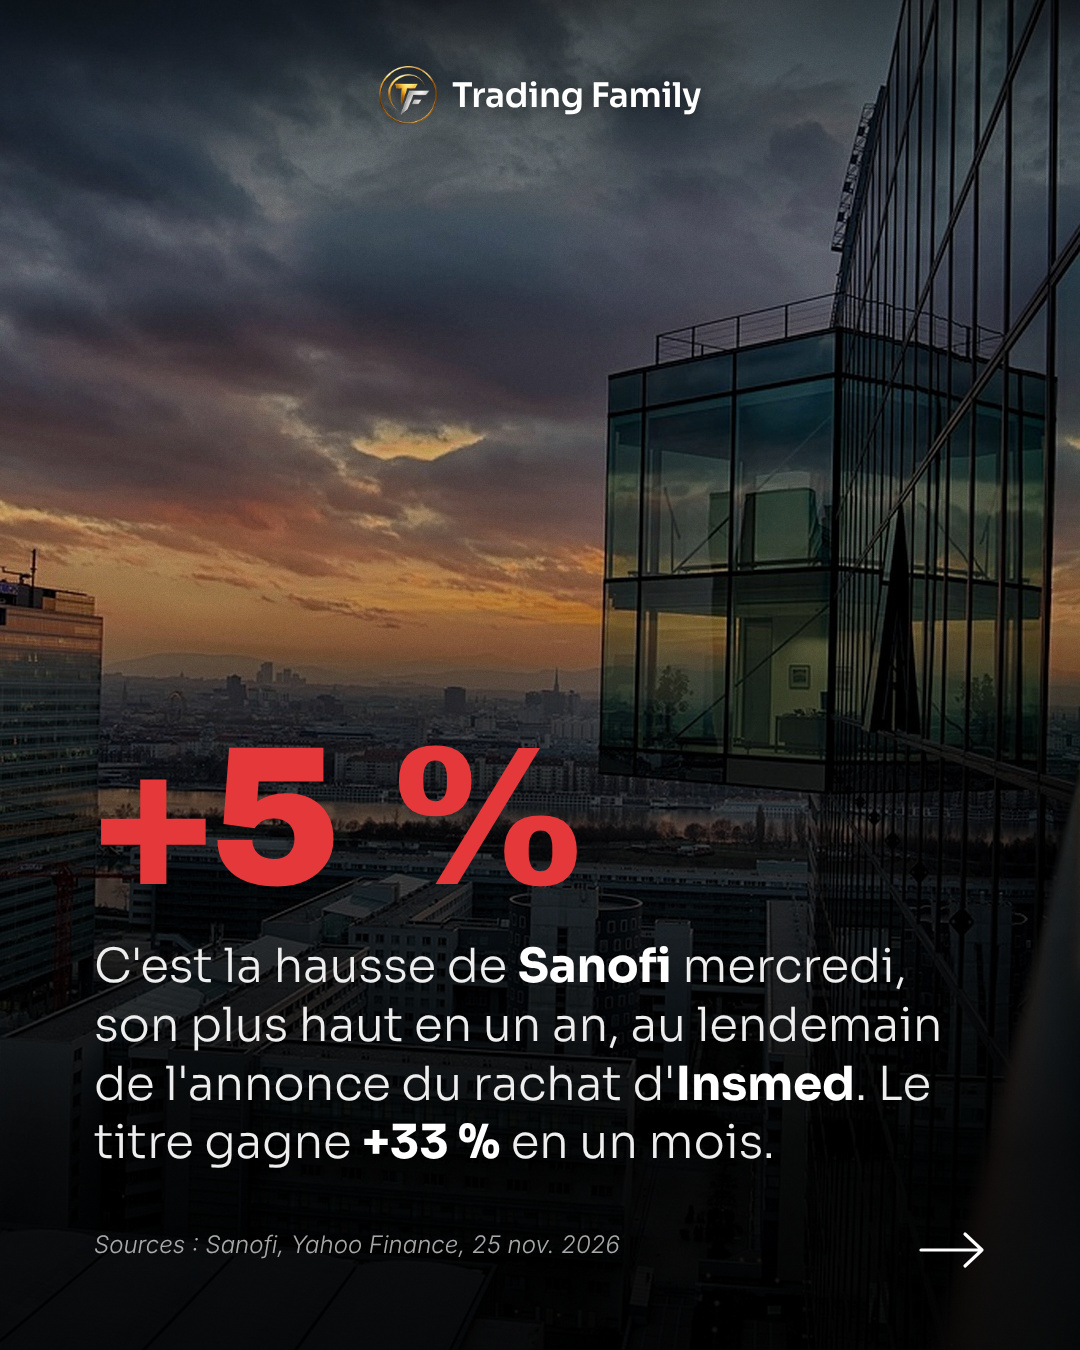 TF Trading Family
+5 %
C'est la hausse de Sanofi mercredi,
son plus haut en un an, au lendemain
de l'annonce du rachat d'Insmed. Le
titre gagne +33 % en un mois.
Sources : Sanofi, Yahoo Finance, 25 nov. 2026